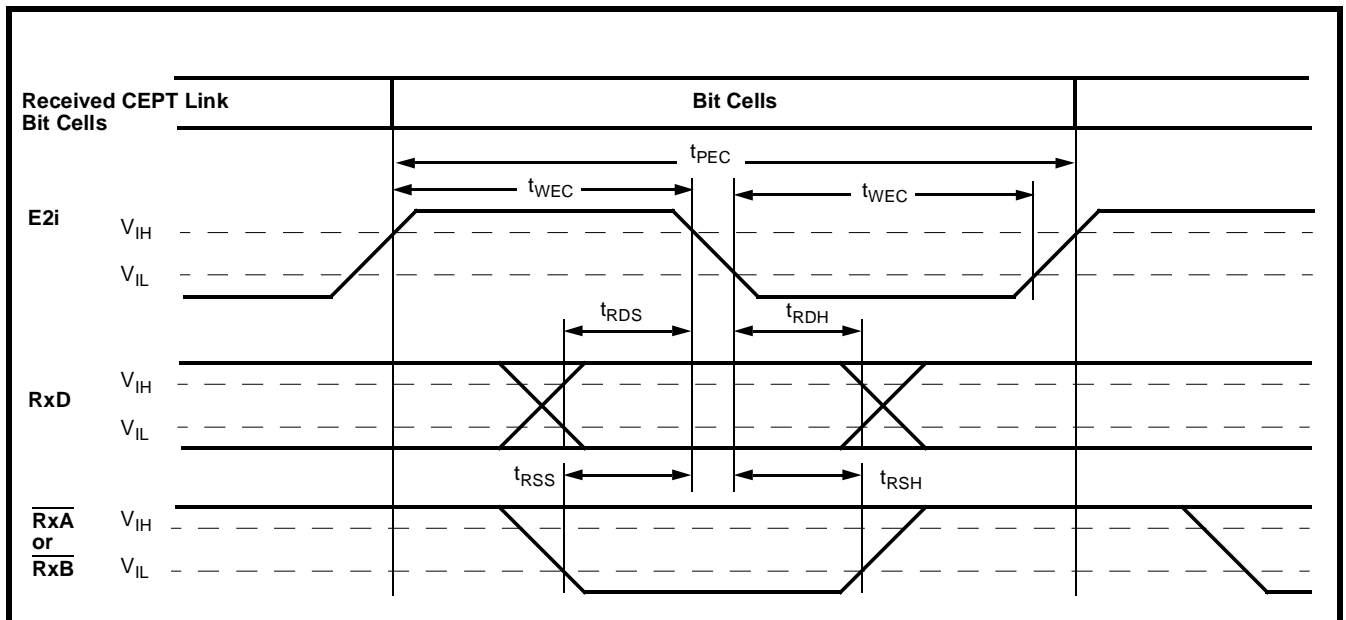 Received CEPT Link
Bit Cells
Bit Cells
tPEC
tWEC
tWEC
E2i
VIH
VIL
tRDS
tRDH
RxD
VIH
VIL
tRSS
tRSH
RxA
or
RxB
VIH
VIL